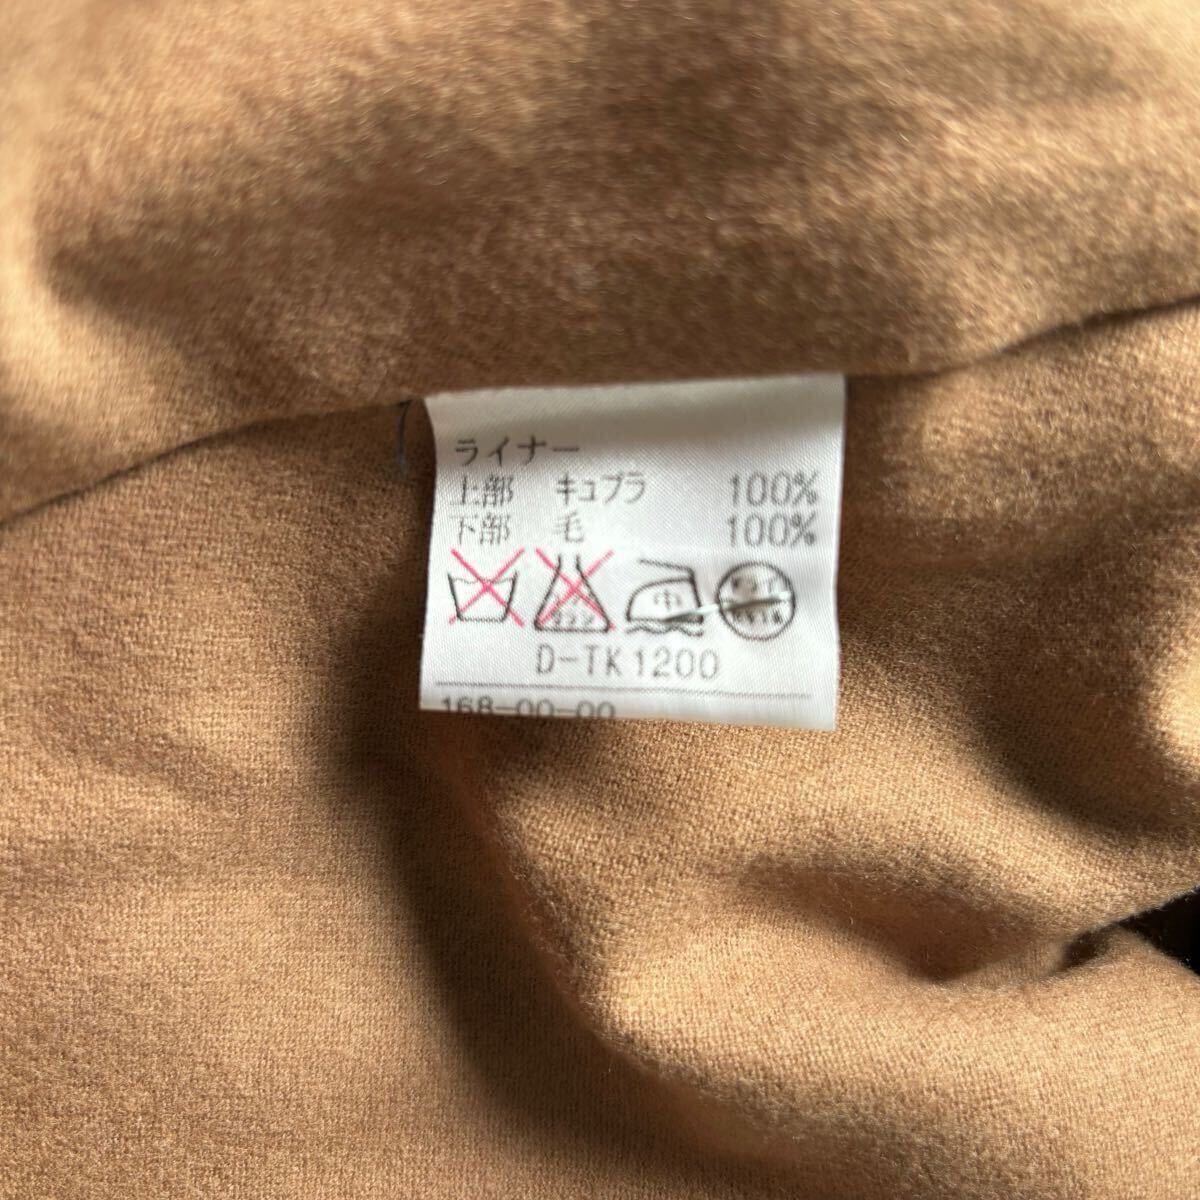 ライナー
上部 キュプラ 100%
下部 毛 100%
中
D-TK1200
168-00-00